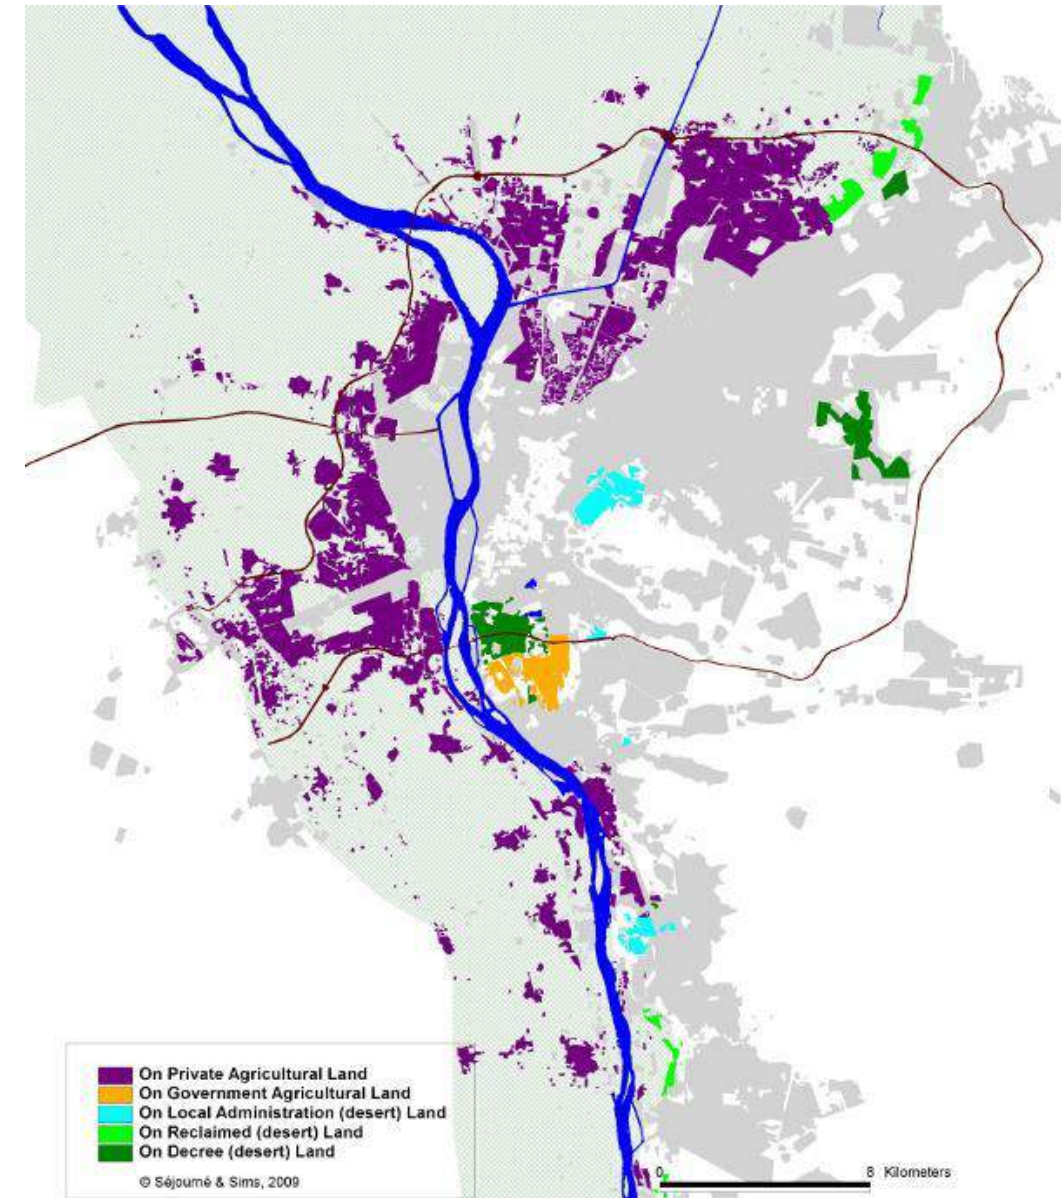 On Private Agricultural Land
On Government Agricultural Land
On Local Administration (desert) Land
On Reclaimed (desert) Land
On Decree (desert) Land
© Séjourné & Sims, 2009
0 8 Kilometers